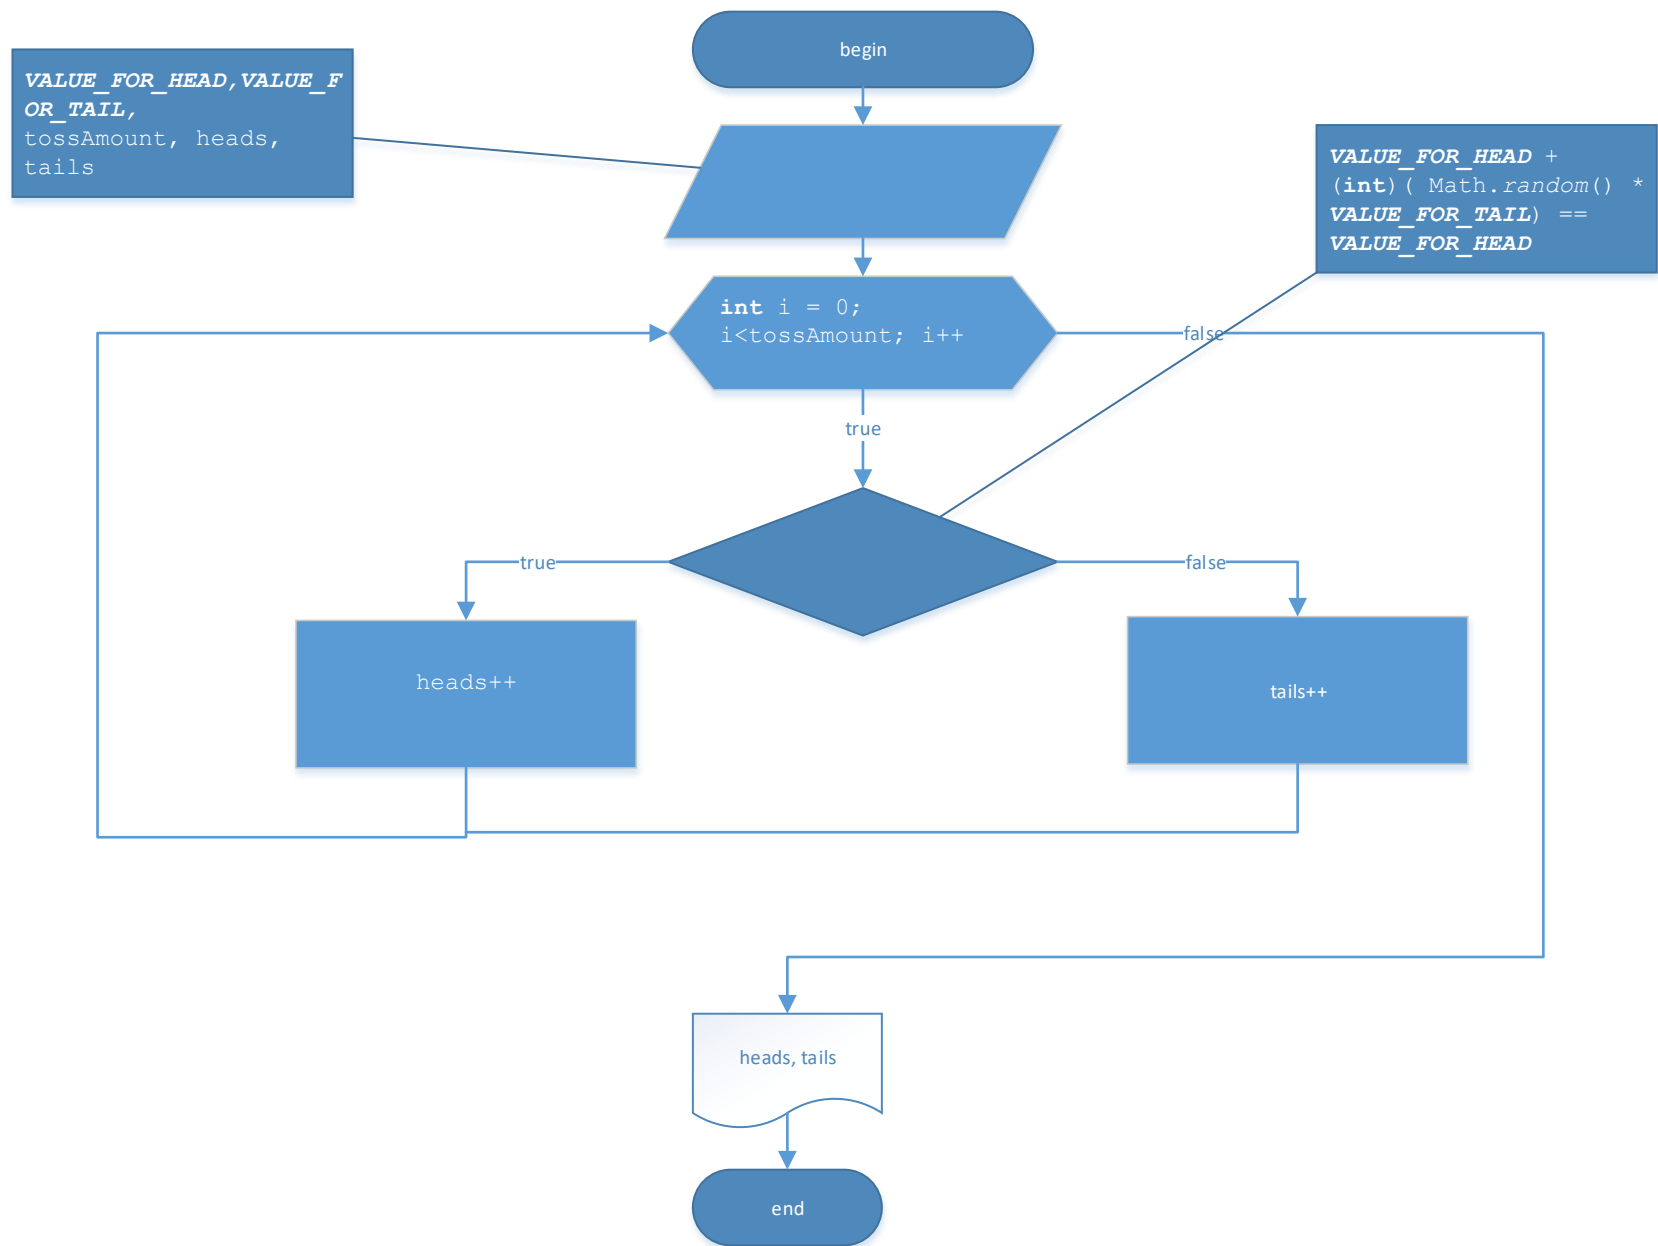 begin
VALUE_FOR_HEAD,VALUE_F
OR_TAIL,
tossAmount, heads,
tails
VALUE_FOR_HEAD +
(int)( Math.random() *
VALUE_FOR_TAIL) ==
VALUE_FOR_HEAD
int i = 0;
i<tossAmount; i++
false
true
true
false
heads++
tails++
heads, tails
end